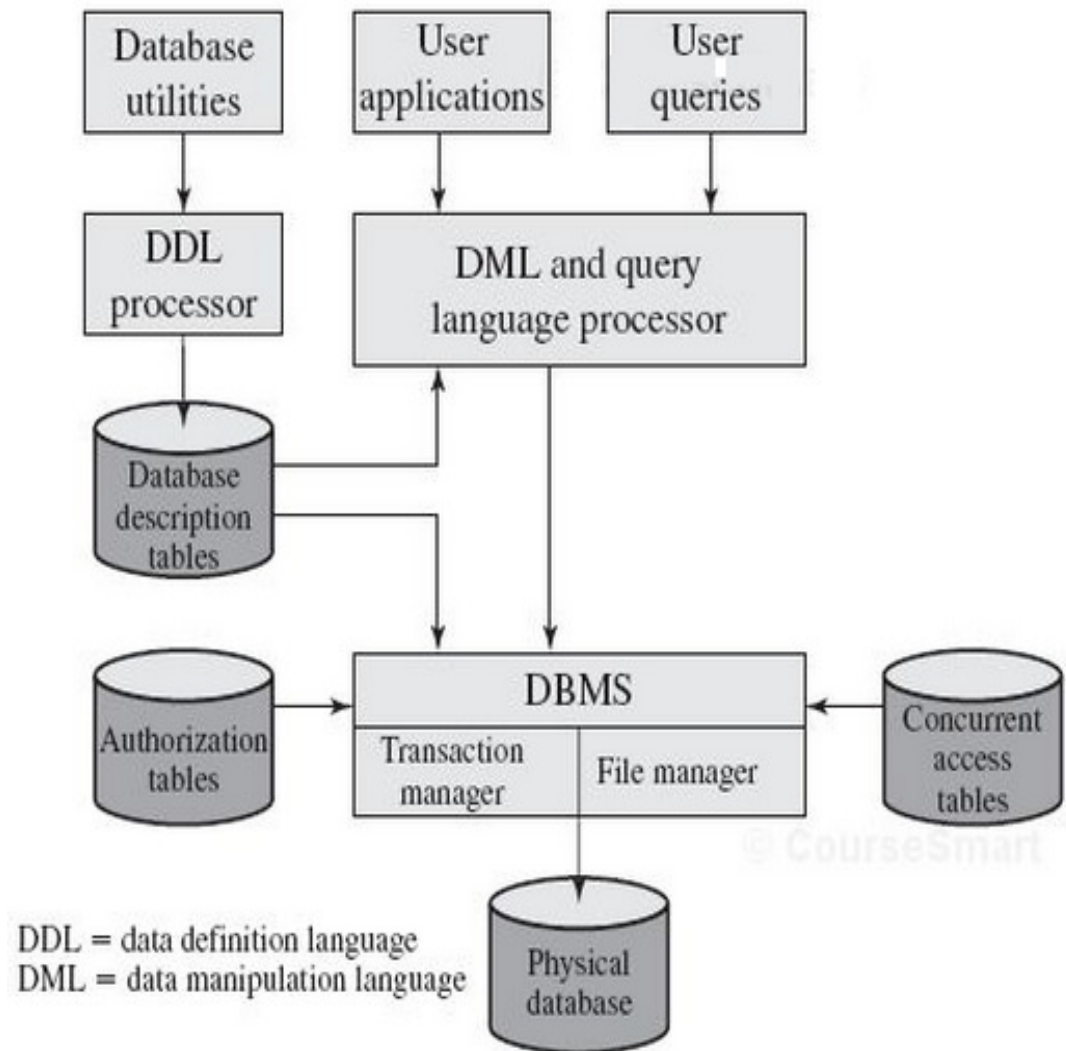 Database
utilities
User
applications
User
queries
DDL
processor
DML and query
language processor
Database
description
tables
Authorization
tables
DBMS
Transaction
manager
File manager
Concurrent
access
tables
© CourseSmart
DDL = data definition language
DML = data manipulation language
Physical
database